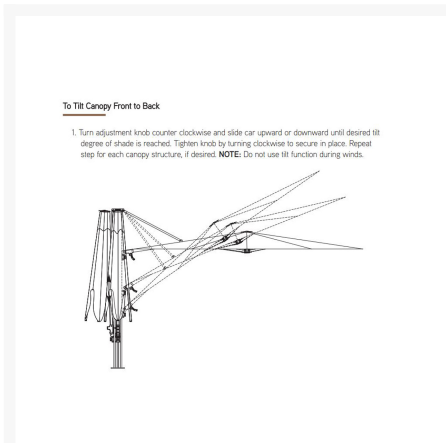 To Tilt Canopy Front to Back
1. Turn adjustment knob counter clockwise and slide car upward or downward until desired tilt
degree of shade is reached. Tighten knob by turning clockwise to secure in place. Repeat
step for each canopy structure, if desired. NOTE: Do not use tilt function during winds.